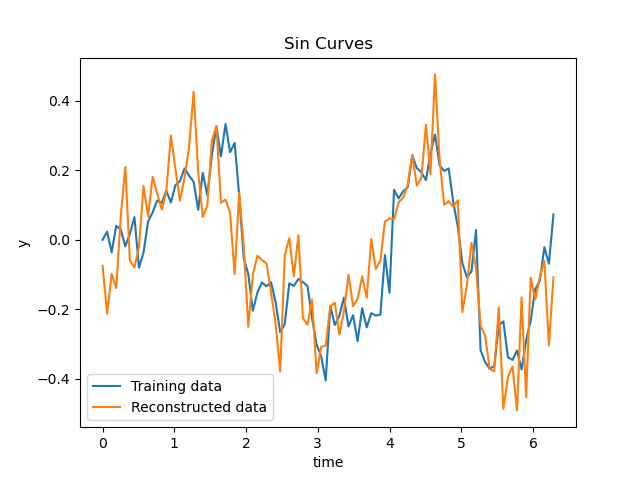 Sin Curves
y
0.4
0.2
0.0
−0.2
−0.4
Training data
Reconstructed data
0 1 2 3 4 5 6
time